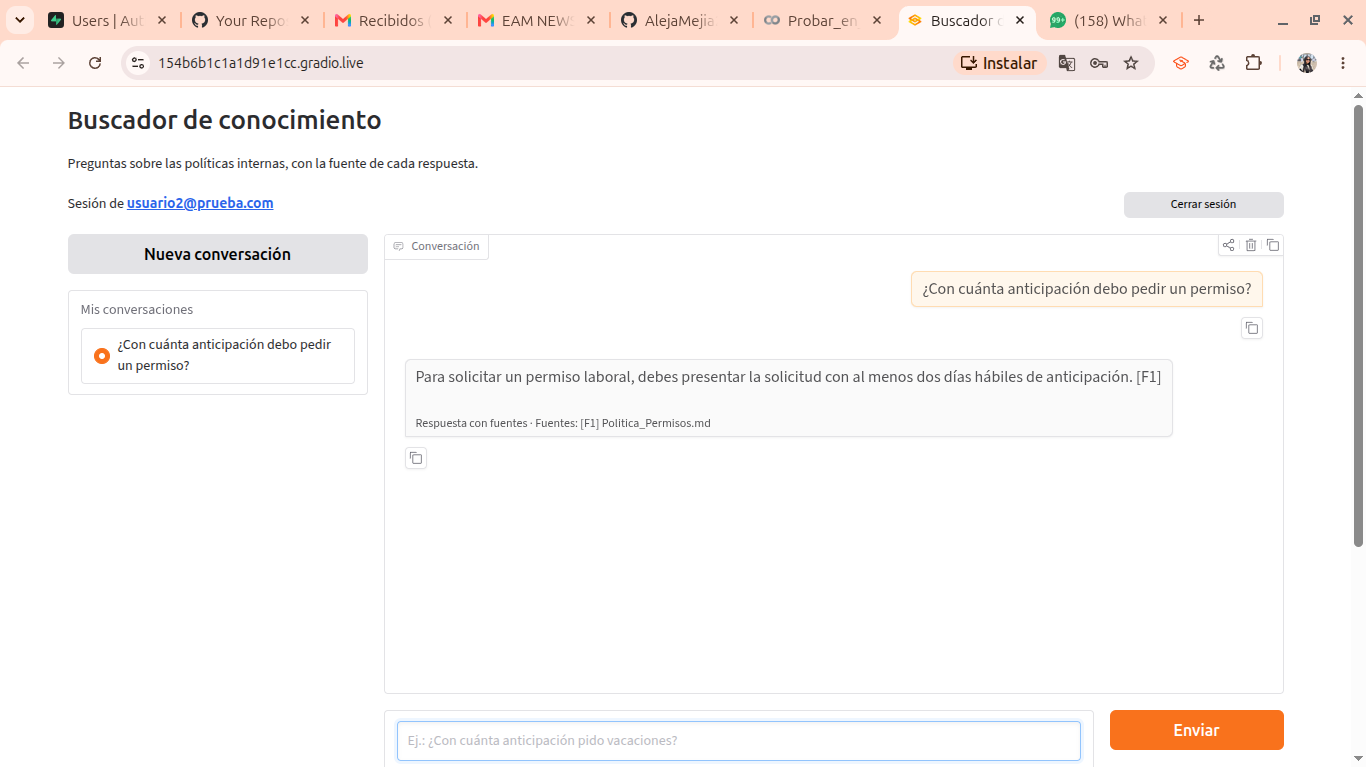 Users | Aut
Your Repo
Recibidos
EAM NEWS
AlejaMejia
Probar_en
Buscador c
99+
(158) Wha
154b6b1c1a1d91e1cc.gradio.live
Instalar
Buscador de conocimiento
Preguntas sobre las políticas internas, con la fuente de cada respuesta.
Sesión de usuario2@prueba.com
Cerrar sesión
Nueva conversación
Conversación
¿Con cuánta anticipación debo pedir un permiso?
Mis conversaciones
¿Con cuánta anticipación debo pedir
un permiso?
Para solicitar un permiso laboral, debes presentar la solicitud con al menos dos días hábiles de anticipación. [F1]
Respuesta con fuentes · Fuentes: [F1] Politica_Permisos.md
Ej.: ¿Con cuánta anticipación pido vacaciones?
Enviar